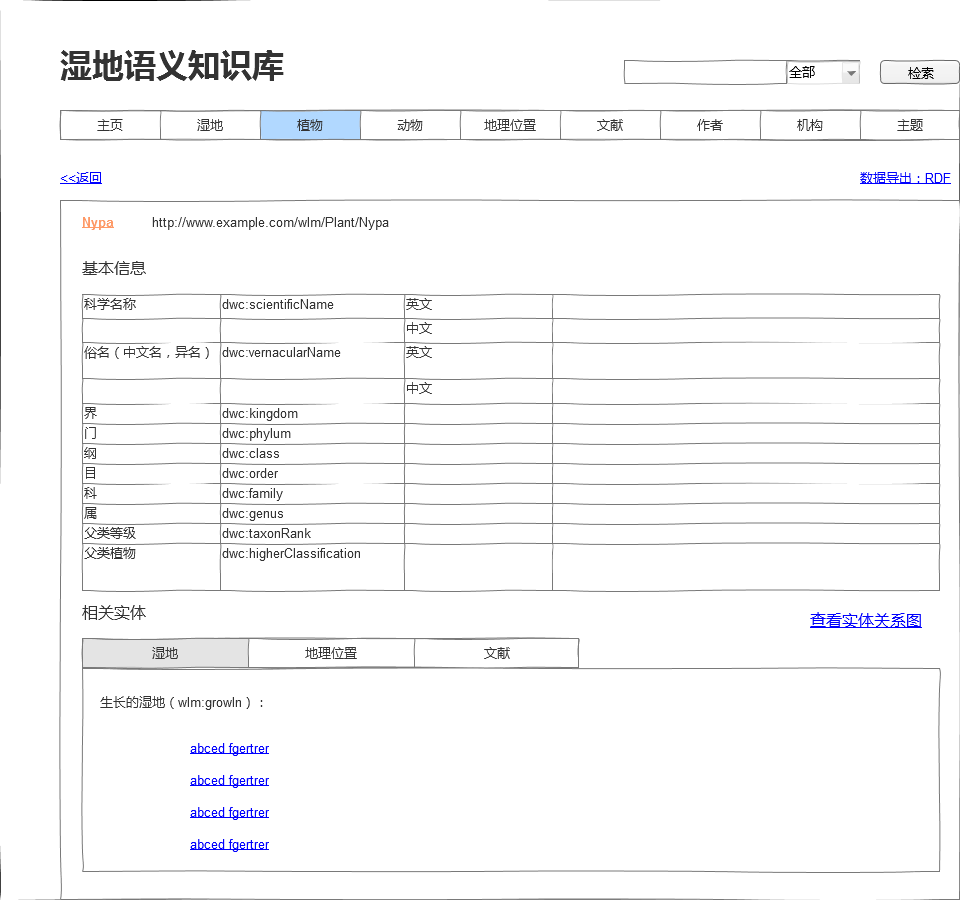 湿地语义知识库
全部 检索
主页 湿地 植物 动物 地理位置 文献 作者 机构 主题
<<返回 数据导出：RDF
Nypa http://www.example.com/wlm/Plant/Nypa
基本信息
科学名称 dwc:scientificName 英文
中文
俗名（中文名，异名） dwc:vernacularName 英文
中文
界 dwc:kingdom
门 dwc:phylum
纲 dwc:class
目 dwc:order
科 dwc:family
属 dwc:genus
父类等级 dwc:taxonRank
父类植物 dwc:higherClassification
相关实体 查看实体关系图
湿地 地理位置 文献
生长的湿地（wlm:growIn）：
abced fgertrer
abced fgertrer
abced fgertrer
abced fgertrer